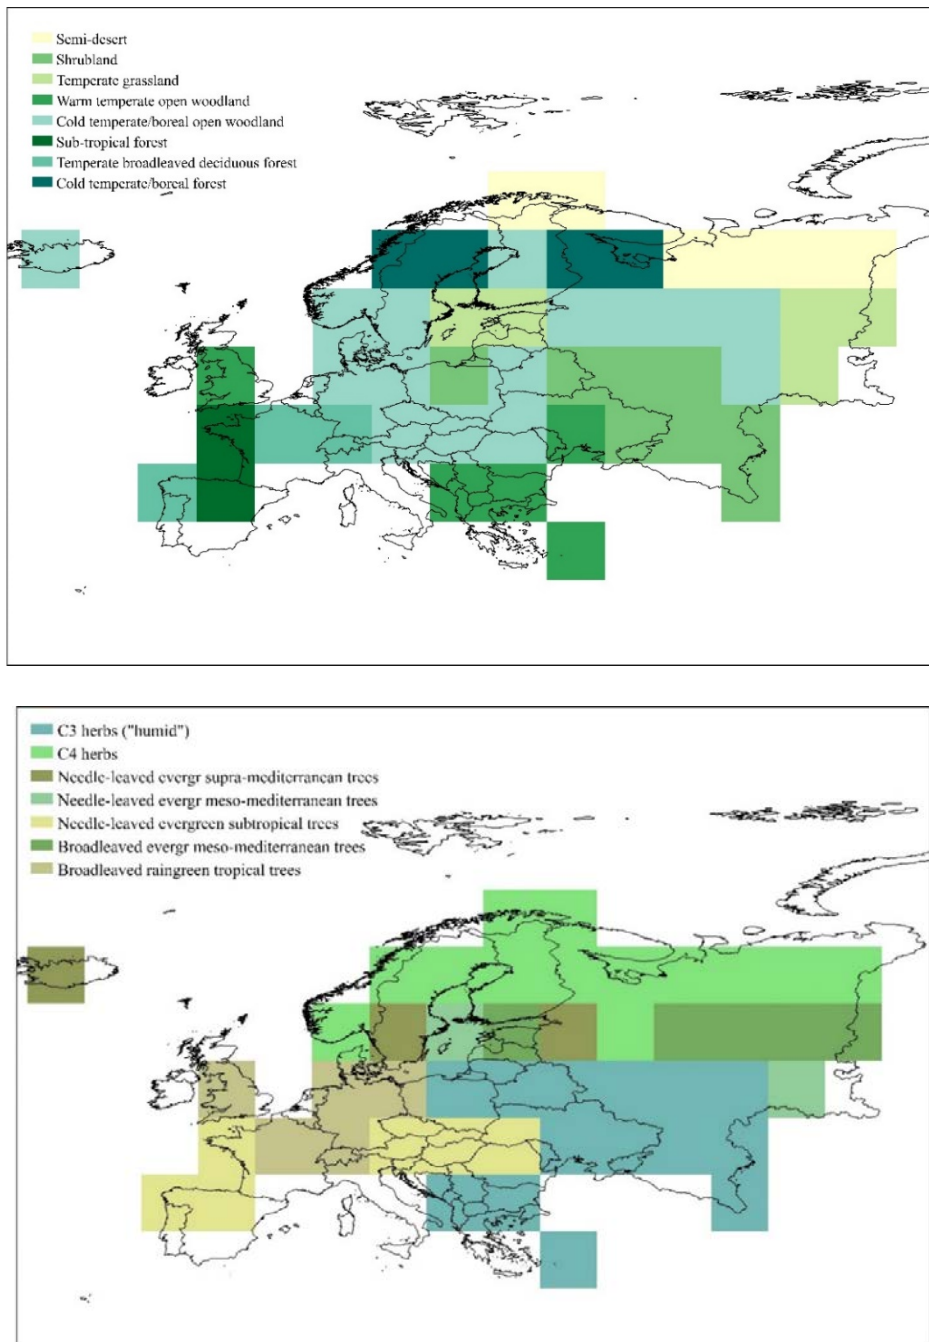 Semi-desert
Shrubland
Temperate grassland
Warm temperate open woodland
Cold temperate/boreal open woodland
Sub-tropical forest
Temperate broadleaved deciduous forest
Cold temperate/boreal forest
C3 herbs ("humid")
C4 herbs
Needle-leaved evergr supra-mediterranean trees
Needle-leaved evergr meso-mediterranean trees
Needle-leaved evergreen subtropical trees
Broadleaved evergr meso-mediterranean trees
Broadleaved raingreen tropical trees